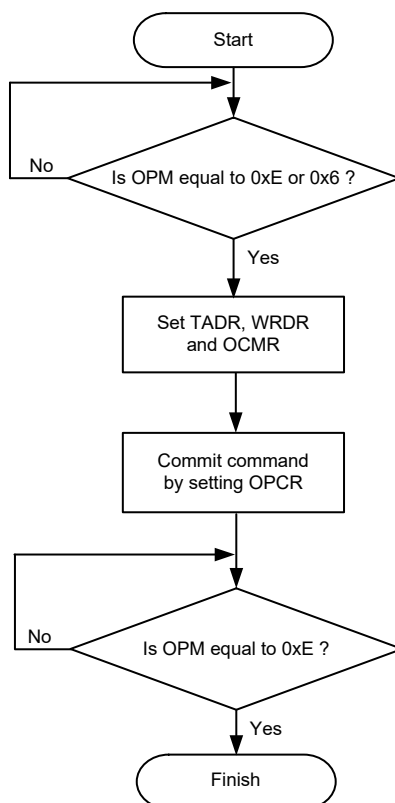 Start
No
Is OPM equal to 0xE or 0x6 ?
Yes
Set TADR, WRDR
and OCMR
Commit command
by setting OPCR
No
Is OPM equal to 0xE ?
Yes
Finish